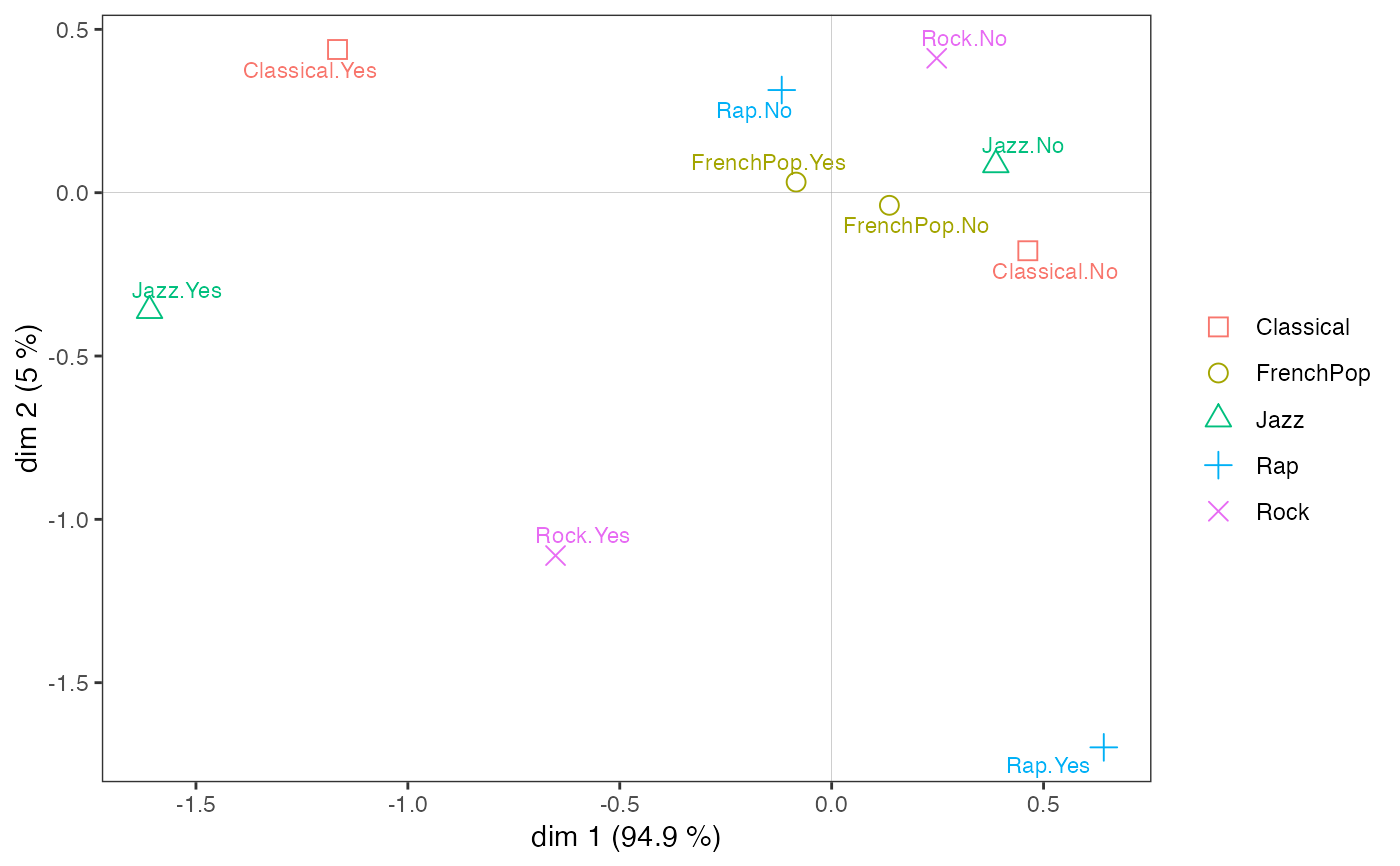 0.5
0.0
-0.5
-1.0
-1.5
dim 2 (5 %)
Rock.No
Classical.Yes
Rap.No
Jazz.No
FrenchPop.Yes
FrenchPop.No
Classical.No
Jazz.Yes
Rock.Yes
Rap.Yes
-1.5
-1.0
-0.5
0.0
0.5
dim 1 (94.9 %)
Classical
FrenchPop
Jazz
Rap
Rock